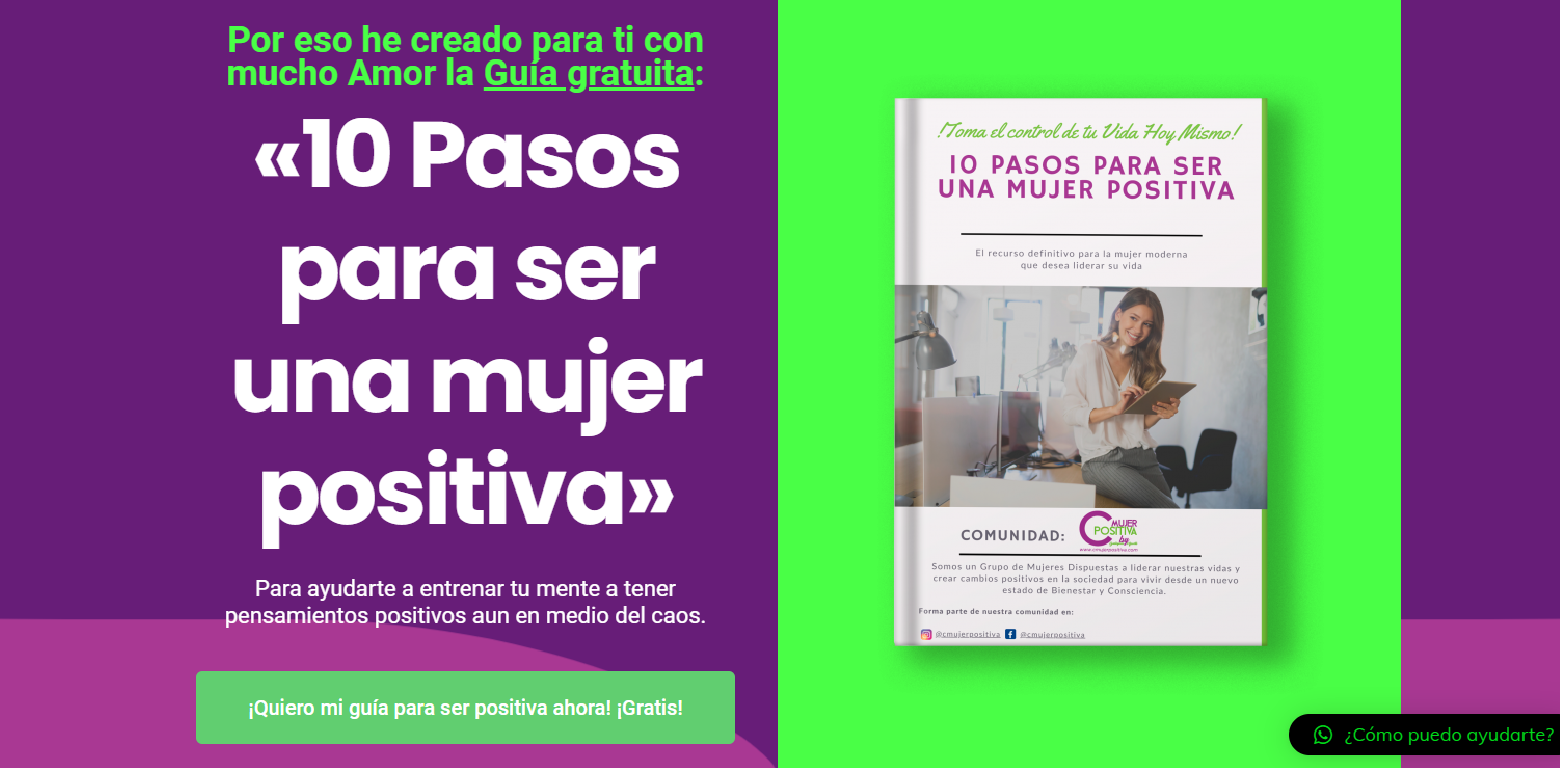 Por eso he creado para ti con
mucho Amor la Guía gratuita:
«10 Pasos
para ser
una mujer
positiva»
Para ayudarte a entrenar tu mente a tener
pensamientos positivos aun en medio del caos.
¡Quiero mi guía para ser positiva ahora! ¡Gratis!
!Toma el control de tu Vida Hoy Mismo!
10 PASOS PARA SER
UNA MUJER POSITIVA
El recurso definitivo para la mujer moderna
que desea liderar su vida
COMUNIDAD:
MUJER
POSITIVA
www.cmujerpositiva.com
Somos un Grupo de Mujeres Dispuestas a liderar nuestras vidas y
crear cambios positivos en la sociedad para vivir desde un nuevo
estado de Bienestar y Consciencia.
Forma parte de nuestra comunidad en:
@cmujierpositiva @cmujerpositiva
¿Cómo puedo ayudarte?